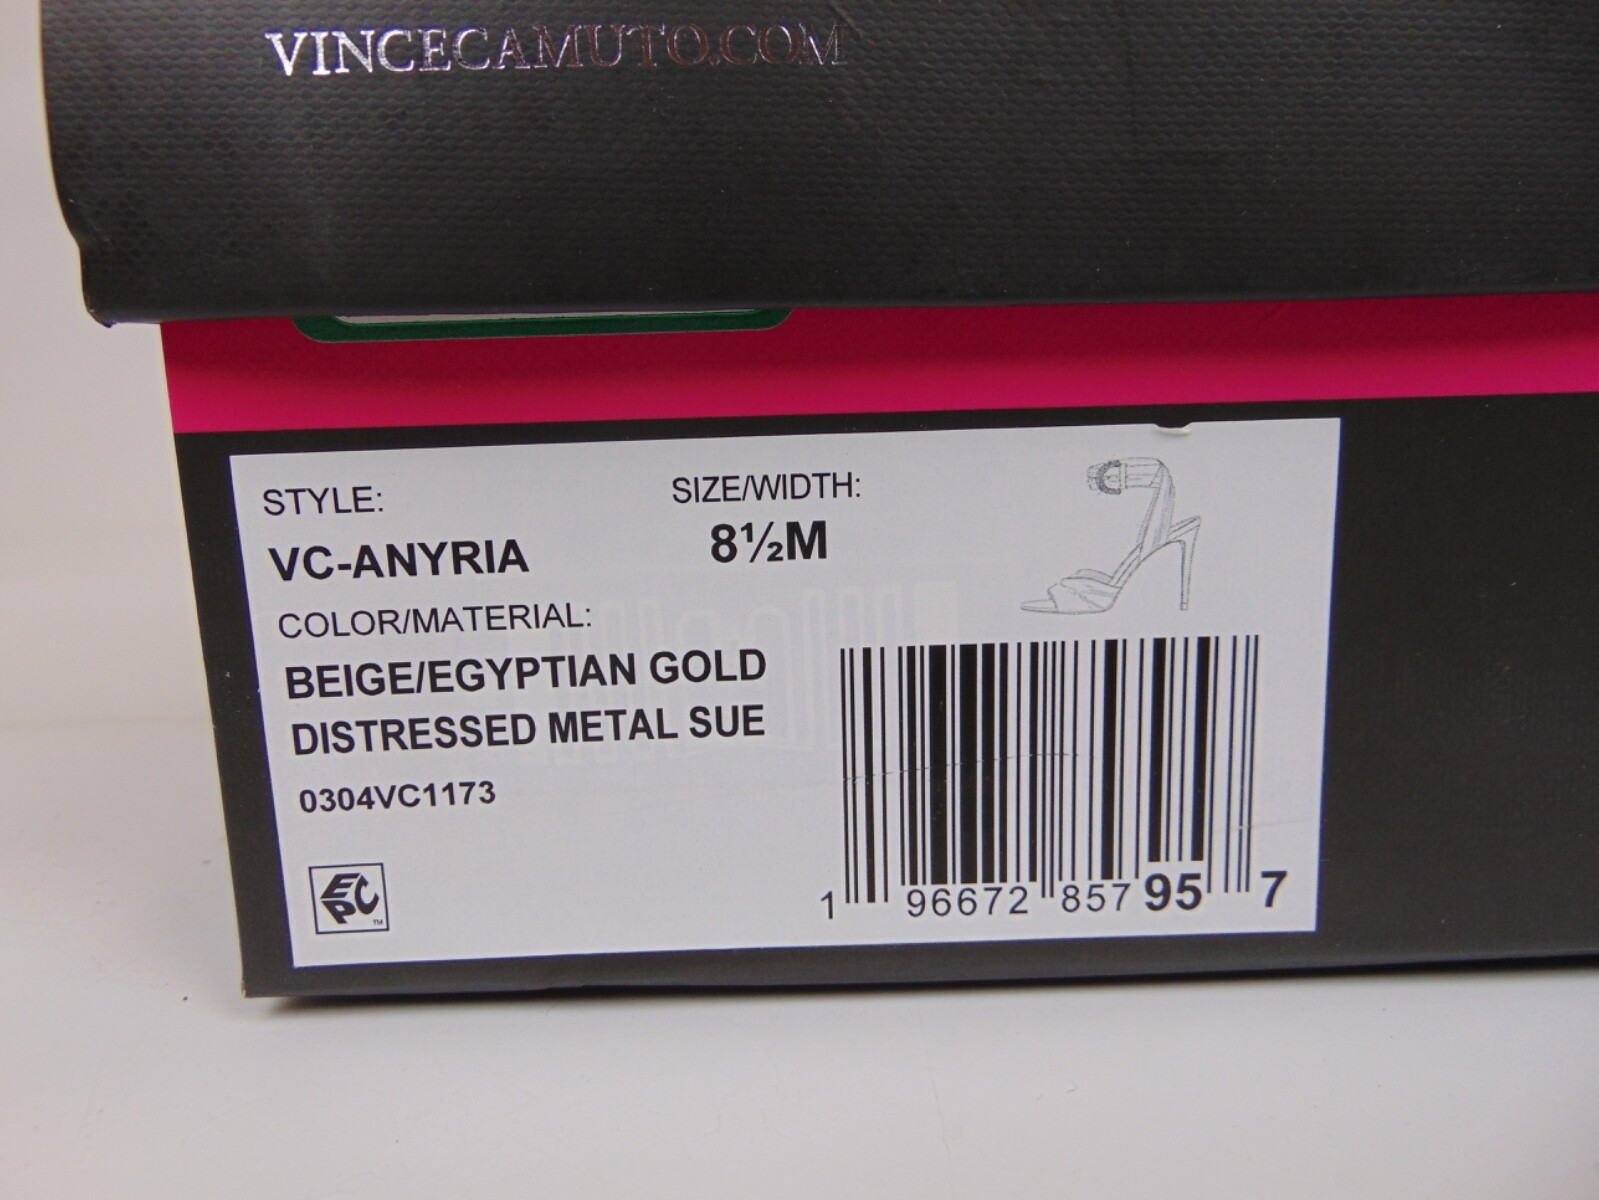 VINCECAMUTO.COM
STYLE:
VC-ANYRIA
SIZE/WIDTH:
8½M
COLOR/MATERIAL:
BEIGE/EGYPTIAN GOLD
DISTRESSED METAL SUE
0304VC1173
EPC TM
1 96672 857 95 7